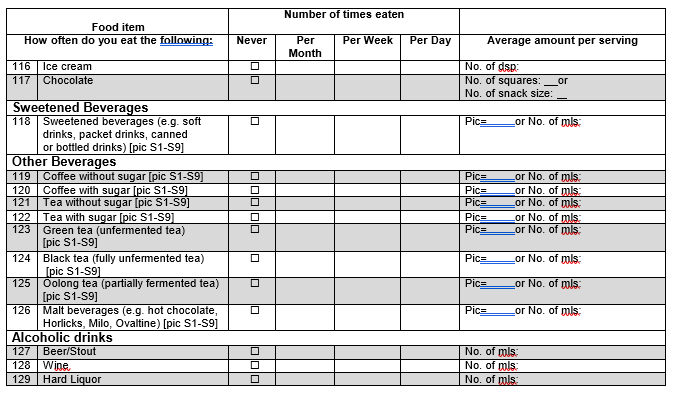 Number of times eaten
Food item
How often do you eat the following: Never Per Month Per Week Per Day Average amount per serving
116 Ice cream ☐ No. of dsp:
117 Chocolate ☐ No. of squares: __or
No. of snack size: __
Sweetened Beverages
118 Sweetened beverages (e.g. soft ☐ Pic=_____or No. of mls:
drinks, packet drinks, canned
or bottled drinks) [pic S1-S9]
Other Beverages
119 Coffee without sugar [pic S1-S9] ☐ Pic=_____or No. of mls:
120 Coffee with sugar [pic S1-S9] ☐ Pic=_____or No. of mls:
121 Tea without sugar [pic S1-S9] ☐ Pic=_____or No. of mls:
122 Tea with sugar [pic S1-S9] ☐ Pic=_____or No. of mls:
123 Green tea (unfermented tea) ☐ Pic=_____or No. of mls:
[pic S1-S9]
124 Black tea (fully unfermented tea) ☐ Pic=_____or No. of mls:
[pic S1-S9]
125 Oolong tea (partially fermented tea) ☐ Pic=_____or No. of mls:
[pic S1-S9]
126 Malt beverages (e.g. hot chocolate, ☐ Pic=_____or No. of mls:
Horlicks, Milo, Ovaltine) [pic S1-S9]
Alcoholic drinks
127 Beer/Stout ☐ No. of mls:
128 Wine ☐ No. of mls:
129 Hard Liquor ☐ No. of mls: